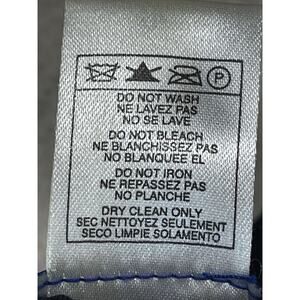 P
DO NOT WASH
NE LAVEZ PAS
NO SE LAVE
DO NOT BLEACH
NE BLANCHISSEZ PAS
NO BLANQUEE EL
DO NOT IRON
NE REPASSEZ PAS
NO PLANCHE
DRY CLEAN ONLY
SEC NETTOYEZ SEULEMENT
SECO LIMPIE SOLAMENTO